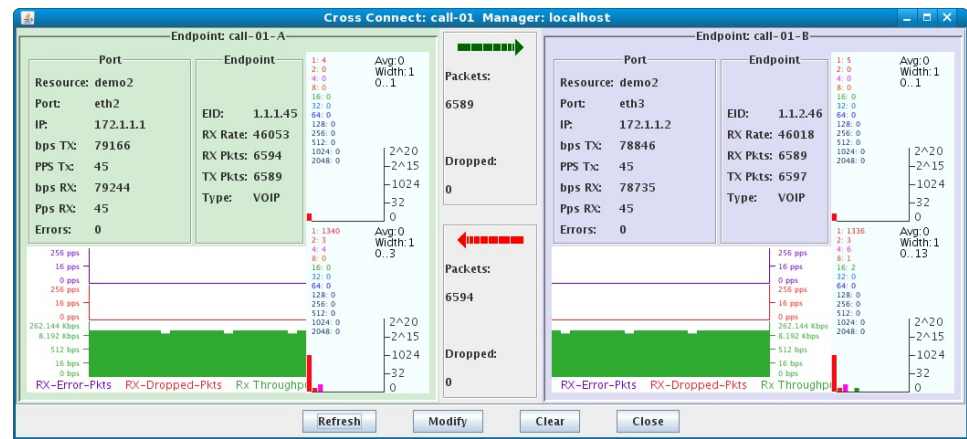 Cross Connect: call-01 Manager: localhost
Endpoint: call-01-A
Port
Resource: demo2
Port: eth2
IP: 172.1.1.1
bps TX: 79166
PPS Tx: 45
bps RX: 79244
Pps RX: 45
Errors: 0
Endpoint
EID: 1.1.1.45
RX Rate: 46053
RX Pkts: 6594
TX Pkts: 6589
Type: VOIP
1: 4
2: 0
4: 0
8: 0
16: 0
32: 0
64: 0
128: 0
256: 0
512: 0
1024: 0
2048: 0
Avg:0
Width:1
0..1
2^20
2^15
1024
32
0
256 pps
16 pps
0 pps
256 pps
16 pps
0 pps
262.144 Kbps
8.192 Kbps
512 bps
16 bps
0 bps
RX-Error-Pkts RX-Dropped-Pkts Rx Throughp
1: 1340
2: 3
4: 4
8: 0
16: 0
32: 0
64: 0
128: 0
256: 0
512: 0
1024: 0
2048: 0
Avg:0
Width:1
0..3
2^20
2^15
1024
32
0
Packets:
6589
Dropped:
0
Packets:
6594
Dropped:
0
Endpoint: call-01-B
Port
Resource: demo2
Port: eth3
IP: 172.1.1.2
bps TX: 78846
PPS Tx: 45
bps RX: 78735
Pps RX: 45
Errors: 0
Endpoint
EID: 1.1.2.46
RX Rate: 46018
RX Pkts: 6589
TX Pkts: 6597
Type: VOIP
1: 5
2: 0
4: 0
8: 0
16: 0
32: 0
64: 0
128: 0
256: 0
512: 0
1024: 0
2048: 0
Avg:0
Width:1
0..1
2^20
2^15
1024
32
0
256 pps
16 pps
0 pps
256 pps
16 pps
0 pps
262.144 Kbps
8.192 Kbps
512 bps
16 bps
0 bps
RX-Error-Pkts RX-Dropped-Pkts Rx Throughp
1: 1336
2: 3
4: 6
8: 1
16: 2
32: 0
64: 0
128: 0
256: 0
512: 0
1024: 0
2048: 0
Avg:0
Width:1
0..13
2^20
2^15
1024
32
0
Refresh
Modify
Clear
Close